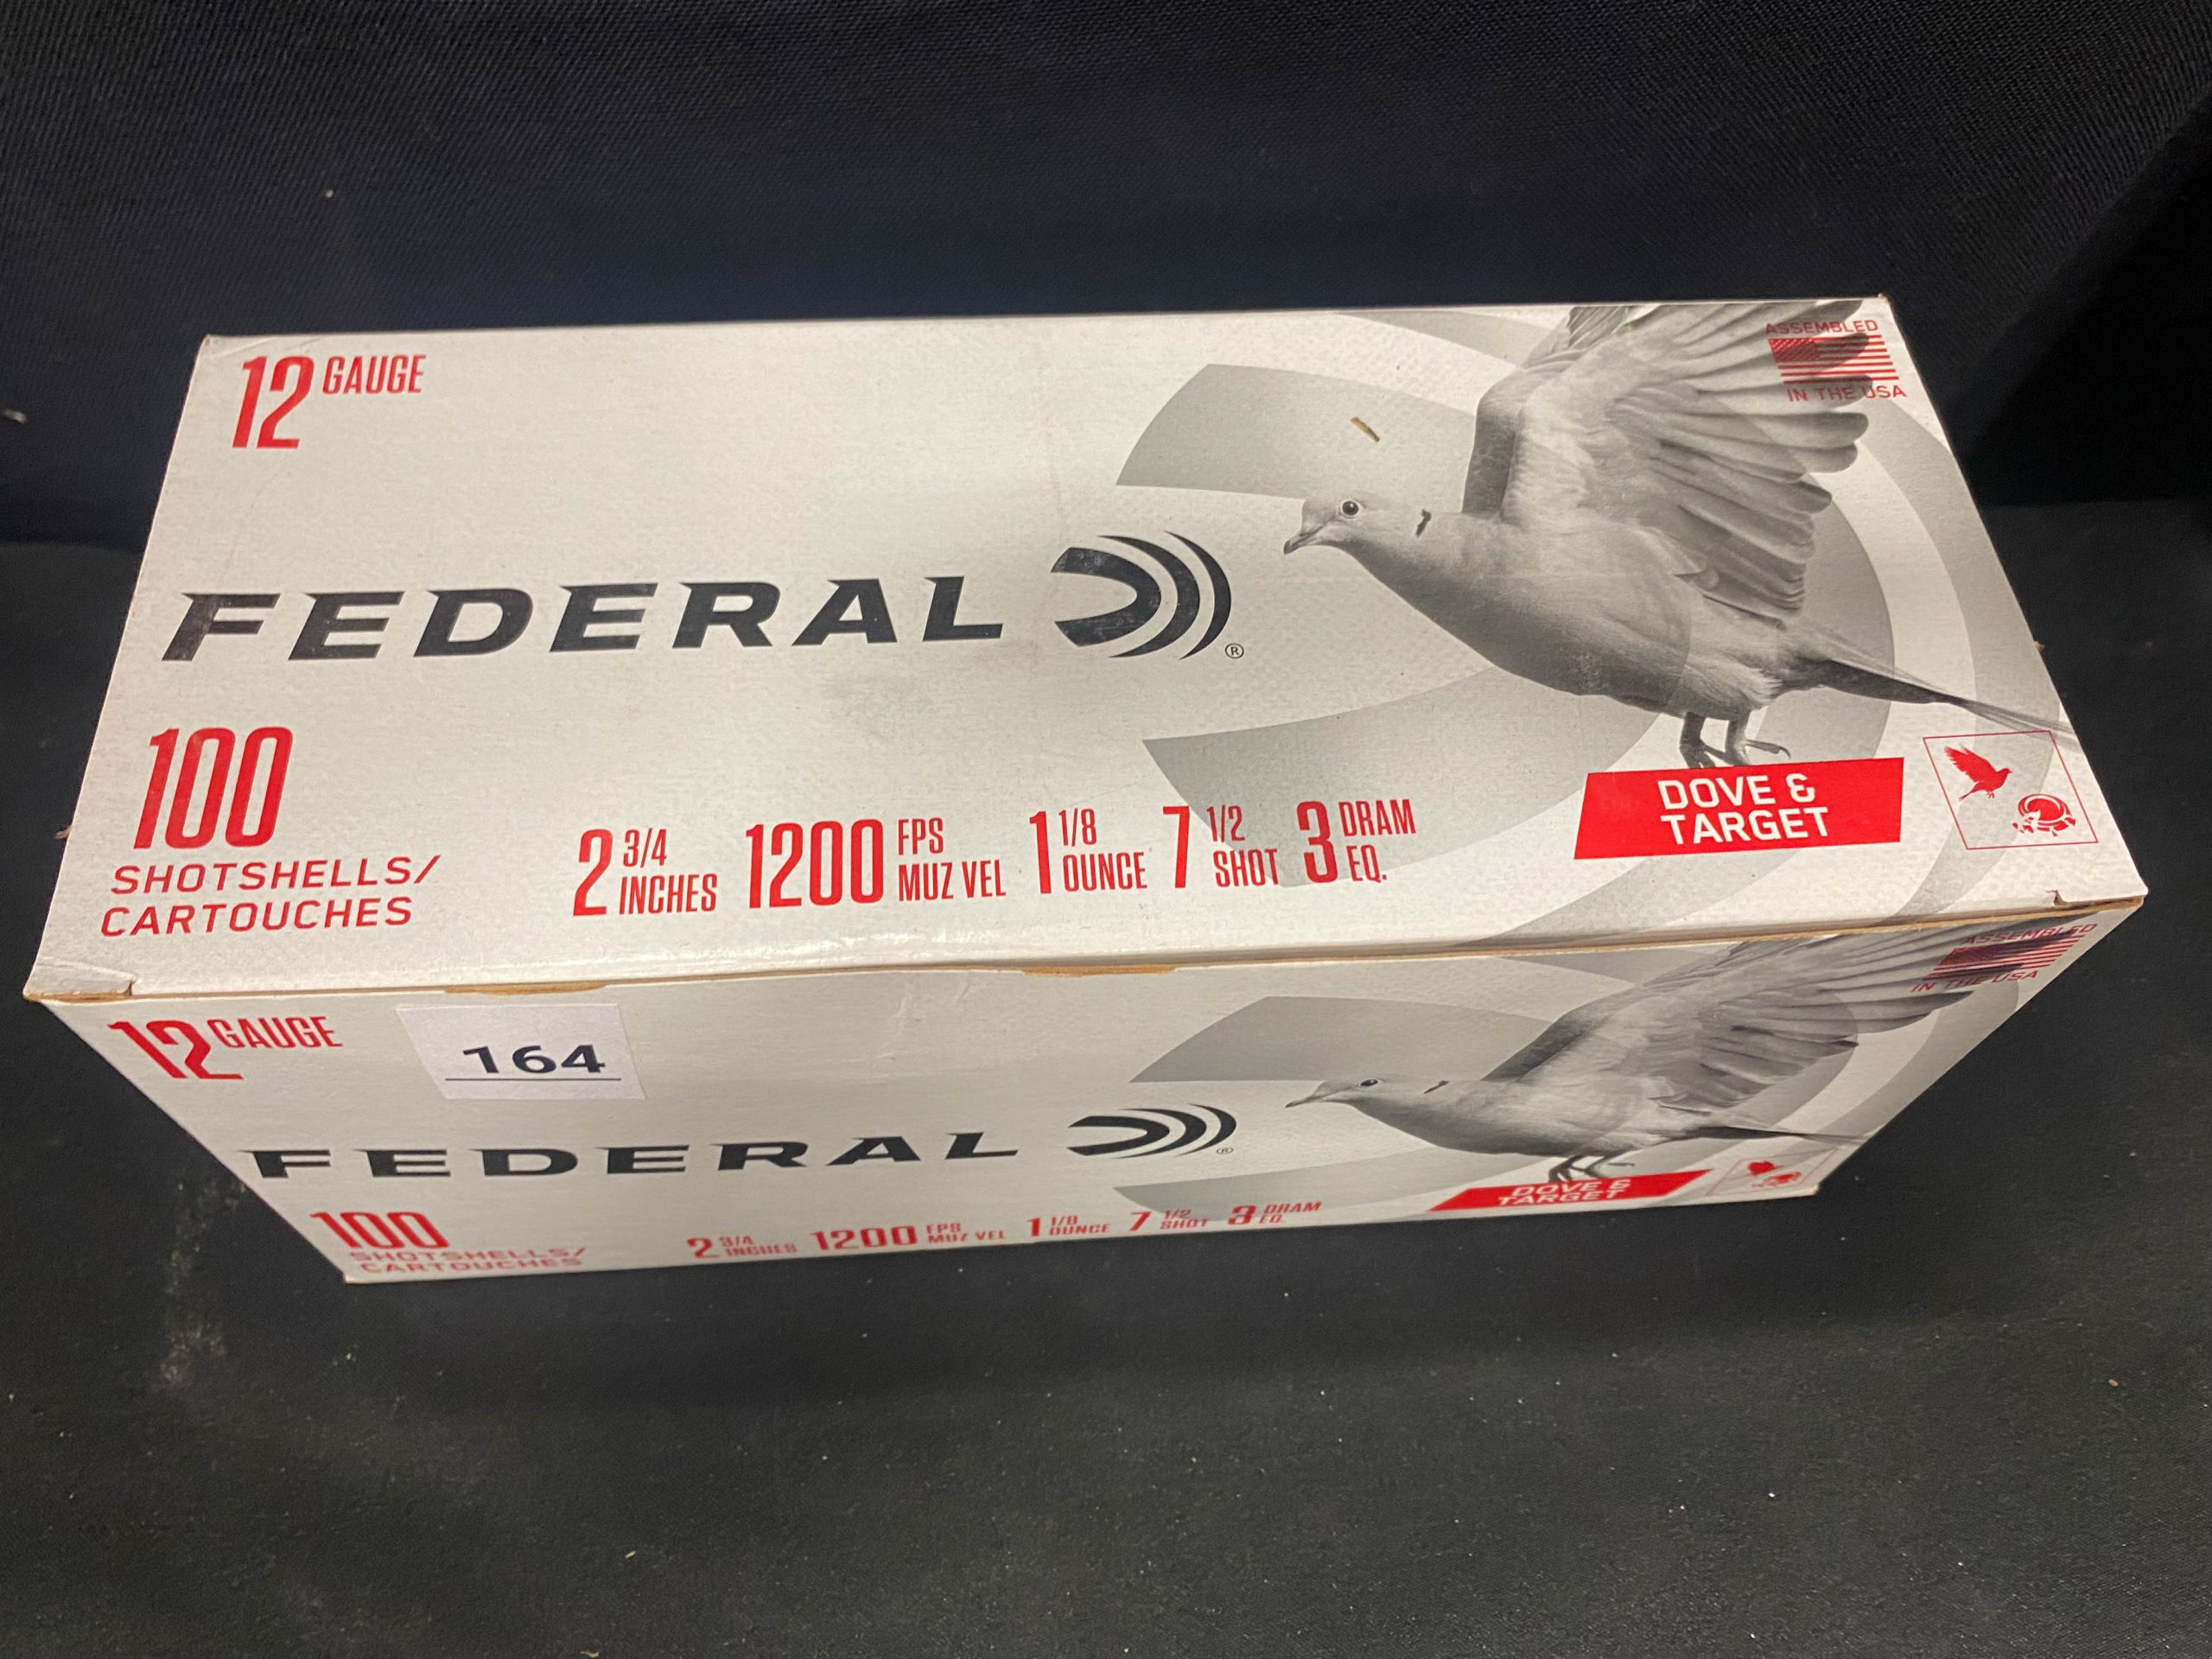 12 GAUGE
ASSEMBLED
IN THE USA
FEDERAL
®
100
SHOTSHELLS/
CARTOUCHES
2 3/4 INCHES 1200 FPS MUZ VEL 1 1/8 OUNCE 7 1/2 SHOT 3 DRAM EQ.
DOVE &
TARGET
12 GAUGE
164
ASSEMBLED
IN THE USA
FEDERAL
®
100
SHOTSHELLS/
CARTOUCHES
2 3/4 INCHES 1200 FPS MUZ VEL 1 1/8 OUNCE 7 1/2 SHOT 3 DRAM EQ.
DOVE &
TARGET